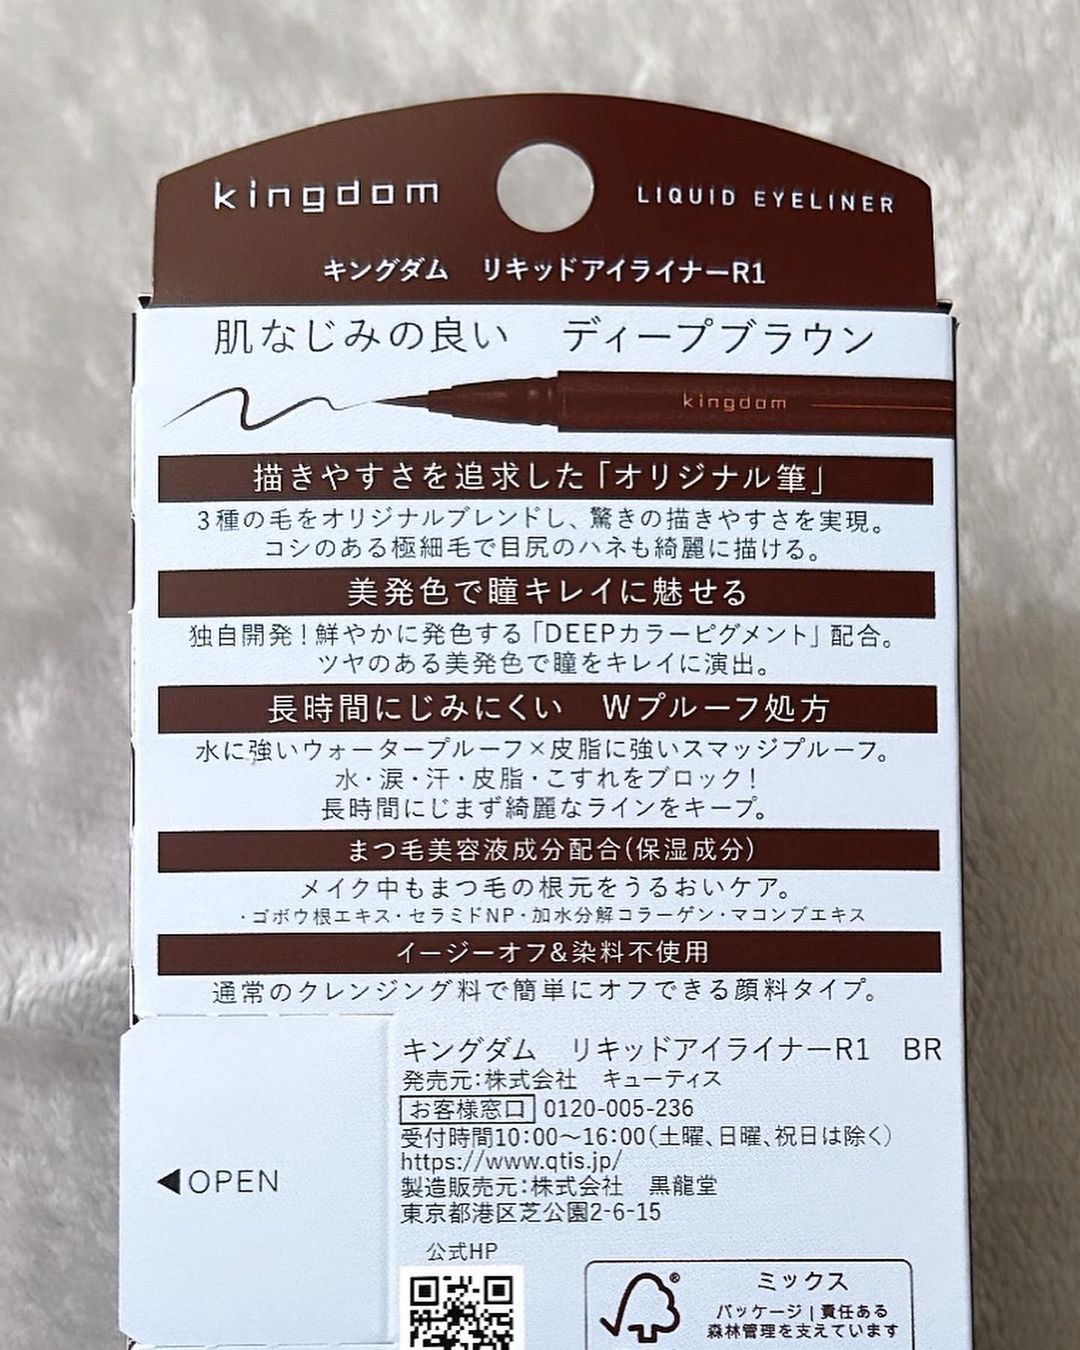 kingdom
LIQUID EYELINER
キングダム　リキッドアイライナーR1
肌なじみの良い　ディープブラウン
kingdom
描きやすさを追求した「オリジナル筆」
3種の毛をオリジナルブレンドし、驚きの描きやすさを実現。
コシのある極細毛で目尻のハネも綺麗に描ける。
美発色で瞳キレイに魅せる
独自開発！鮮やかに発色する「DEEPカラーピグメント」配合。
ツヤのある美発色で瞳をキレイに演出。
長時間にじみにくい　Wプルーフ処方
水に強いウォータープルーフ×皮脂に強いスマッジプルーフ。
水・涙・汗・皮脂・こすれをブロック！
長時間にじまず綺麗なラインをキープ。
まつ毛美容液成分配合(保湿成分)
メイク中もまつ毛の根元をうるおいケア。
・ゴボウ根エキス・セラミドNP・加水分解コラーゲン・マコンブエキス
イージーオフ&染料不使用
通常のクレンジング料で簡単にオフできる顔料タイプ。
キングダム　リキッドアイライナーR1　BR
発売元：株式会社　キューティス
お客様窓口 0120-005-236
受付時間10：00～16：00（土曜、日曜、祝日は除く）
https://www.qtis.jp/
製造販売元：株式会社　黒龍堂
東京都港区芝公園2-6-15
◀OPEN
公式HP
®
ミックス
パッケージ | 責任ある
森林管理を支えています